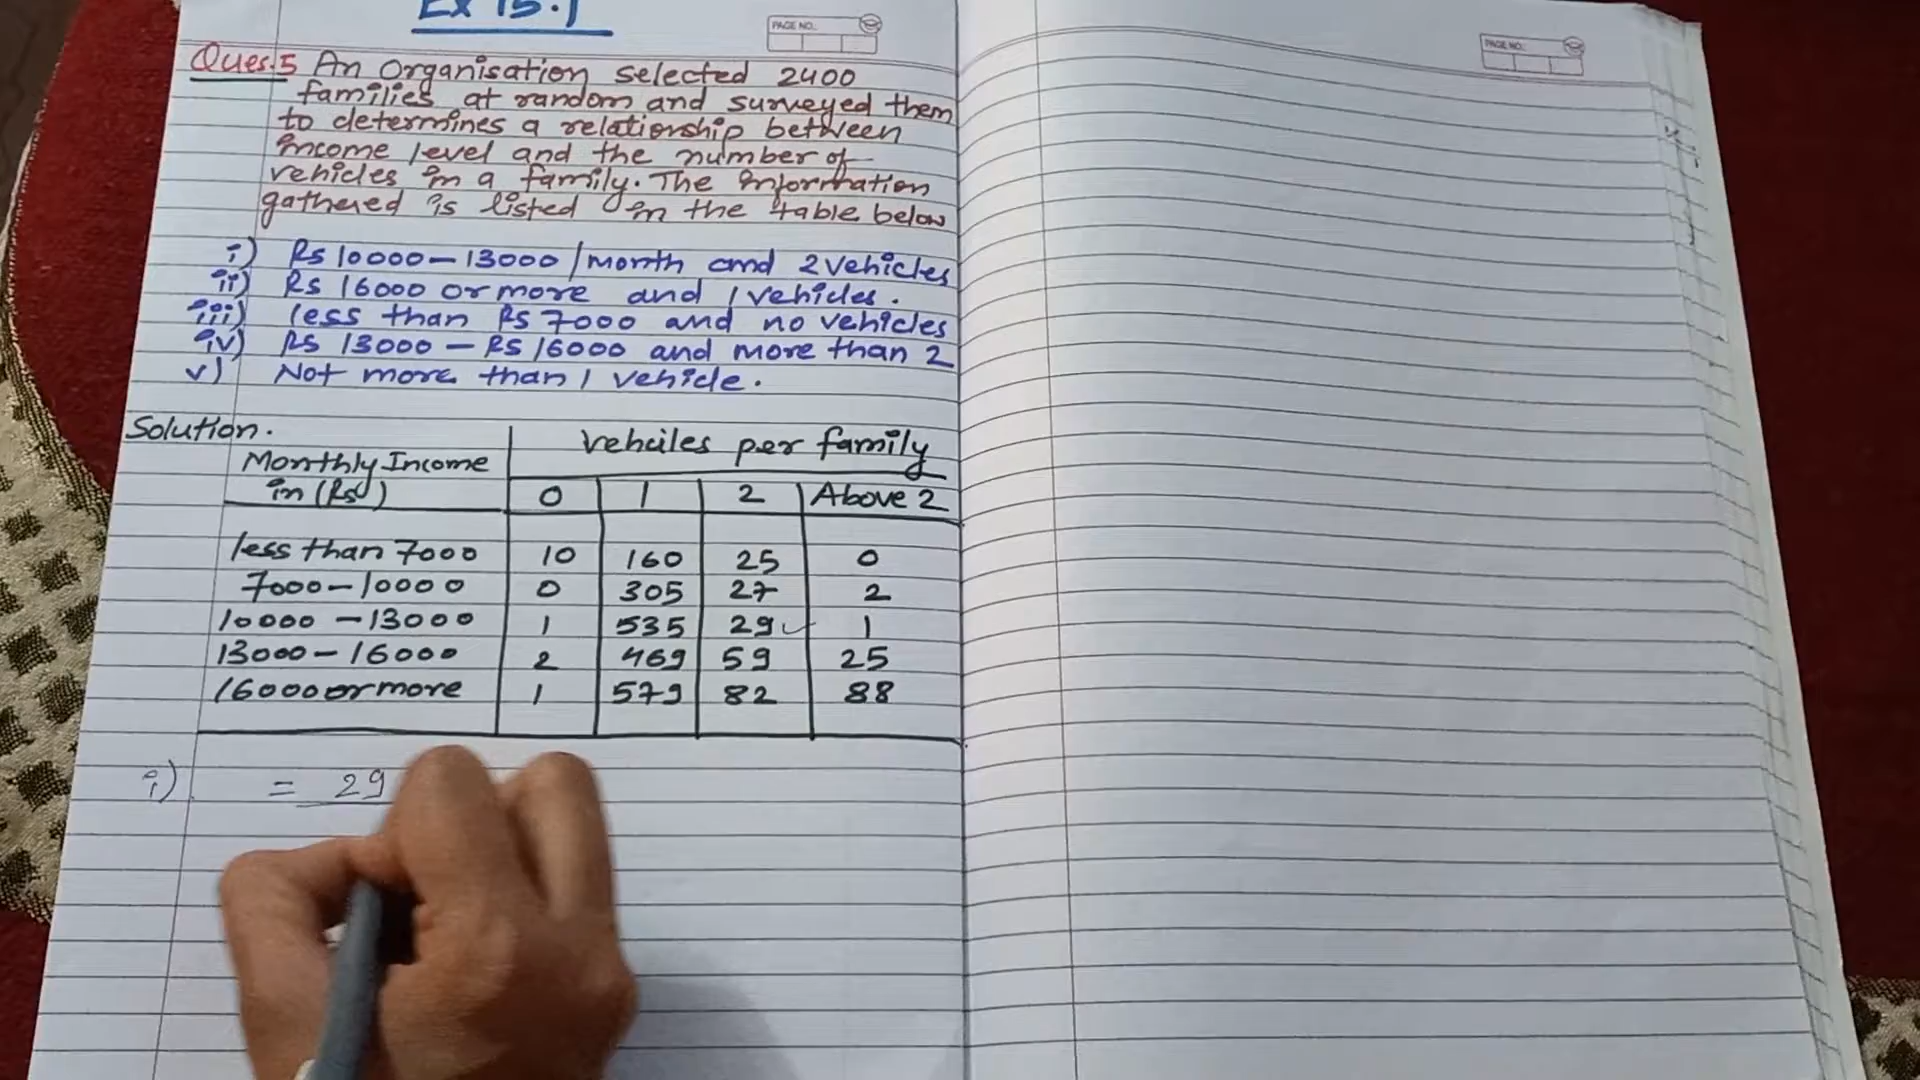 Ex 15.1
PAGE NO.:
PAGE NO.:
Ques.5 An Organisation selected 2400
families at random and surveyed them
to determines a relationship between
income level and the number of
vehicles in a family. The information
gathered is listed in the table below
i) Rs 10000-13000/month and 2 vehicles
ii) Rs 16000 or more and 1 vehicles.
iii) less than Rs 7000 and no vehicles
iv) Rs 13000 - Rs 16000 and more than 2
v) Not more than 1 vehicle.
Solution.
Monthly Income vehciles per family
in (Rs) 0 1 2 Above 2
less than 7000 10 160 25 0
7000-10000 0 305 27 2
10000-13000 1 535 29 1
13000-16000 2 469 59 25
16000 or more 1 579 82 88
i) = 29